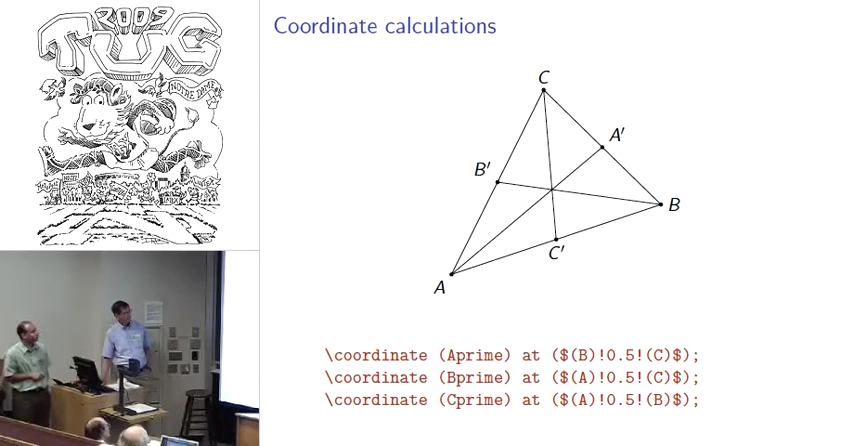 2009
TUG
NOTRE DAME
Coordinate calculations
C
A′
B′
B
C′
A
\coordinate (Aprime) at ($(B)!0.5!(C)$);
\coordinate (Bprime) at ($(A)!0.5!(C)$);
\coordinate (Cprime) at ($(A)!0.5!(B)$);